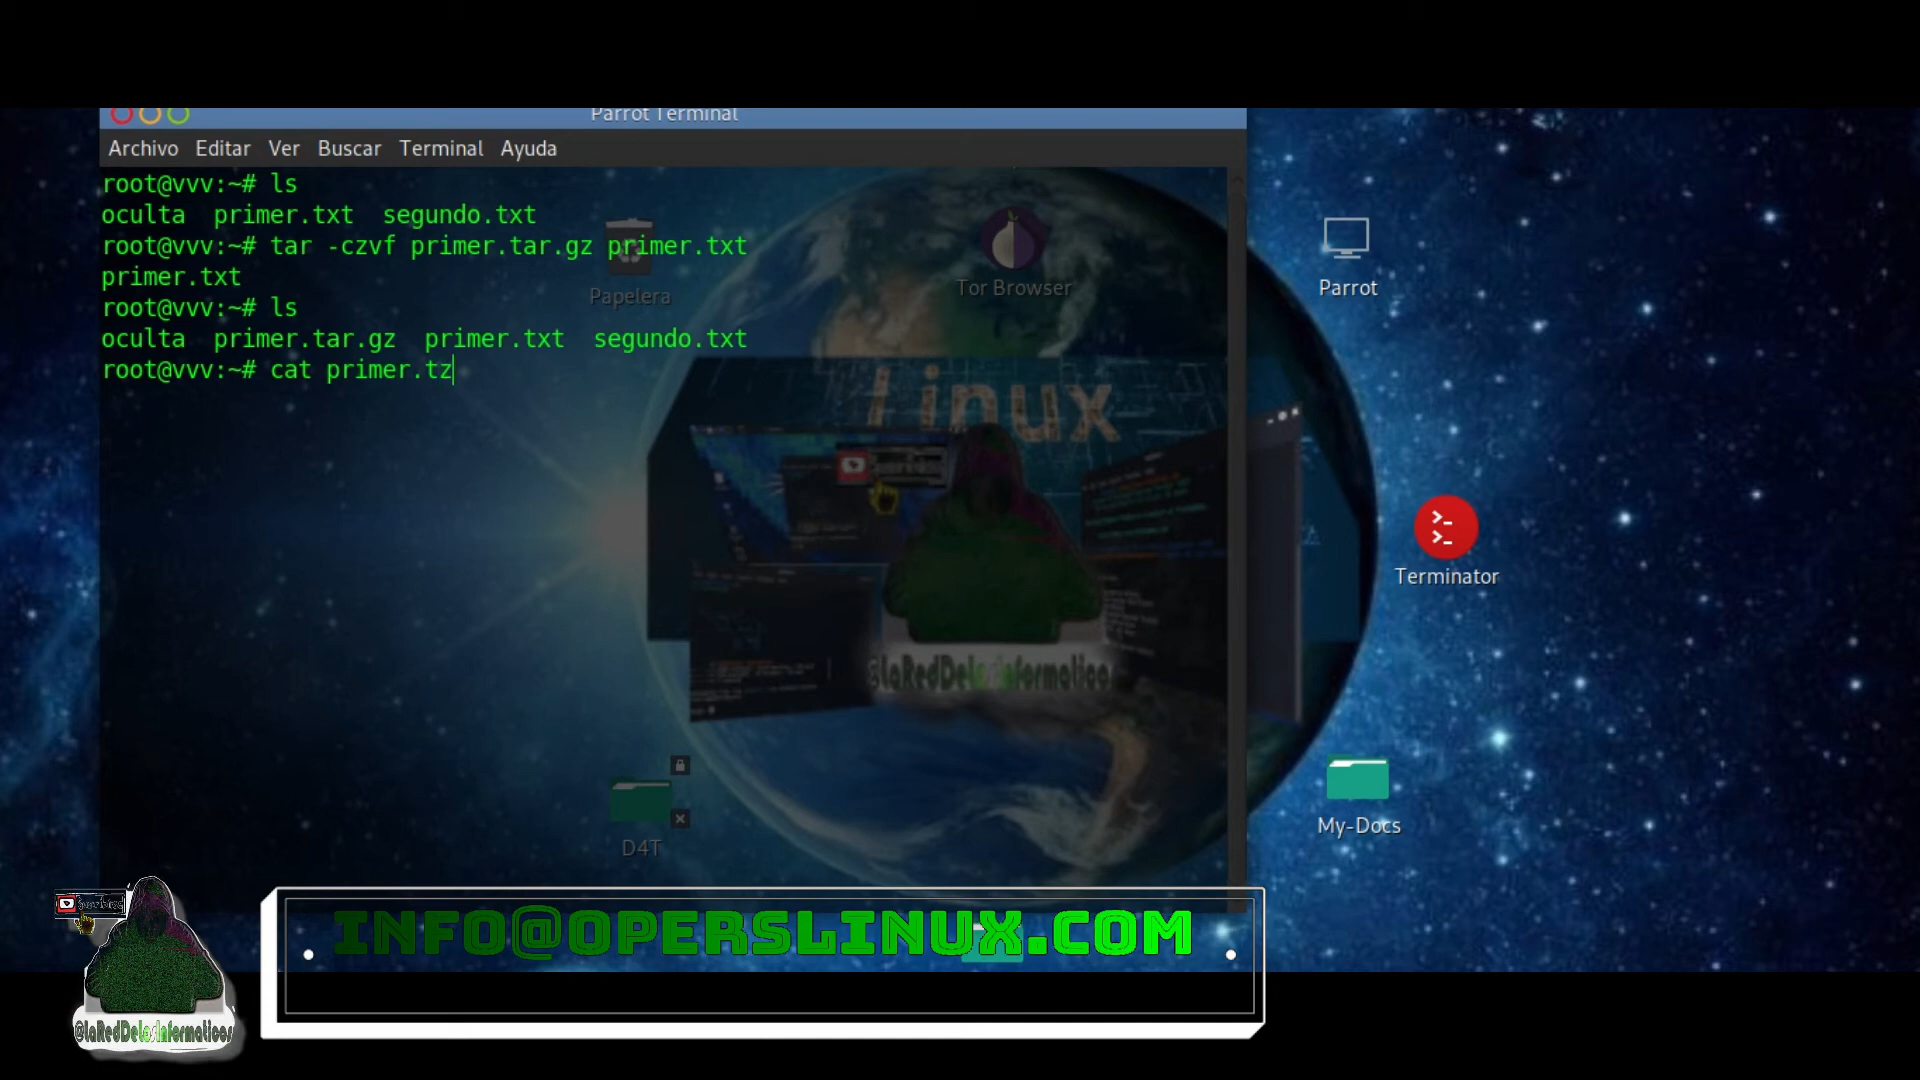 Parrot Terminal
Archivo Editar Ver Buscar Terminal Ayuda
root@vvv:~# ls
oculta primer.txt segundo.txt
root@vvv:~# tar -czvf primer.tar.gz primer.txt
primer.txt
root@vvv:~# ls
oculta primer.tar.gz primer.txt segundo.txt
root@vvv:~# cat primer.tz
Papelera
Tor Browser
Parrot
Linux
Terminator
@LaRedDeLosInformaticos
D4T
My-Docs
INFO@OPERSLINUX.COM
@LaRedDeLosInformaticos